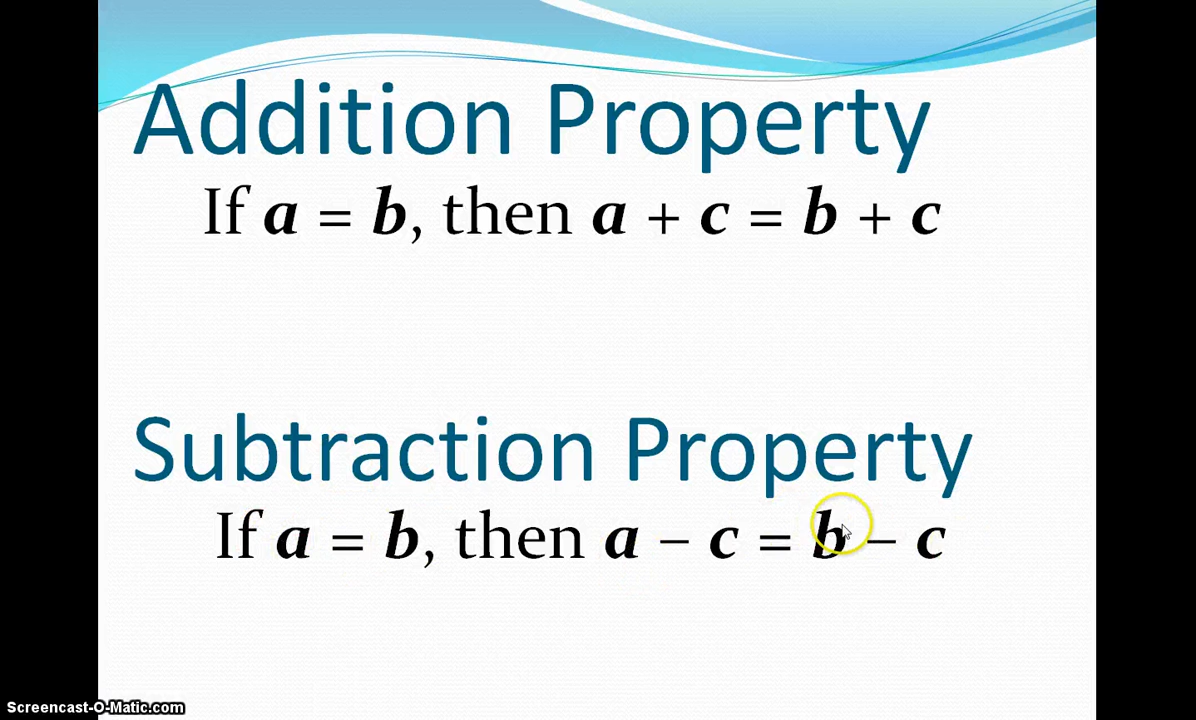 Addition Property
If a = b, then a + c = b + c
Subtraction Property
If a = b, then a – c = b – c
Screencast-O-Matic.com